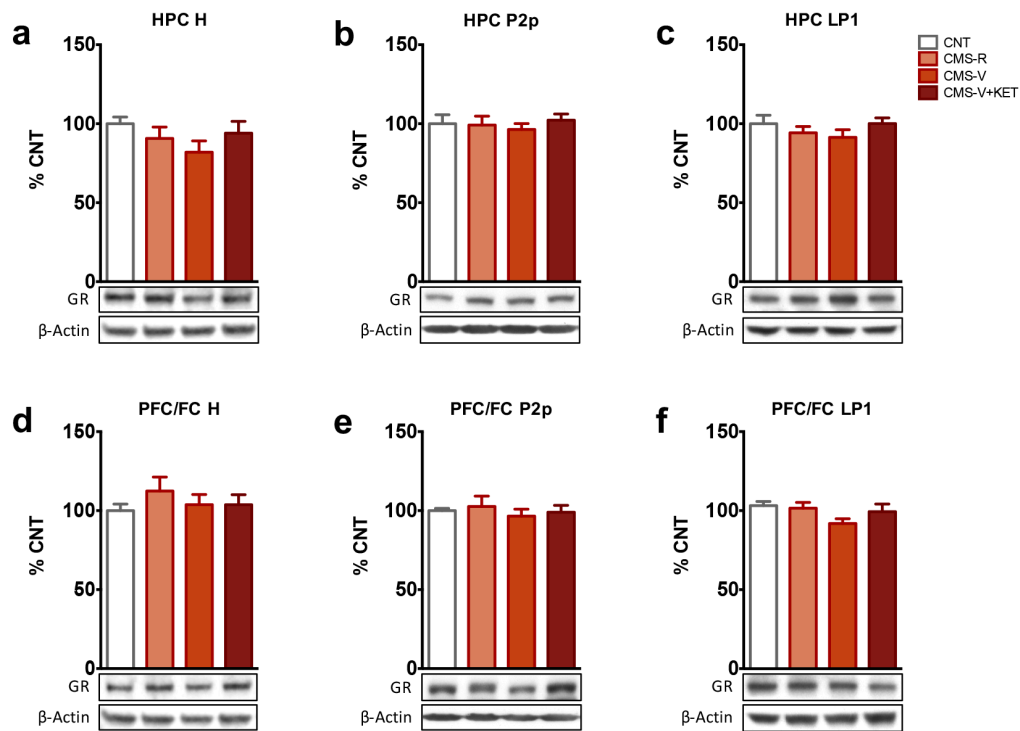 a
HPC H
150
100
50
0
% CNT
GR
β-Actin
b
HPC P2p
150
100
50
0
% CNT
GR
β-Actin
c
HPC LP1
150
100
50
0
% CNT
GR
β-Actin
CNT
CMS-R
CMS-V
CMS-V+KET
d
PFC/FC H
150
100
50
0
% CNT
GR
β-Actin
e
PFC/FC P2p
150
100
50
0
% CNT
GR
β-Actin
f
PFC/FC LP1
150
100
50
0
% CNT
GR
β-Actin